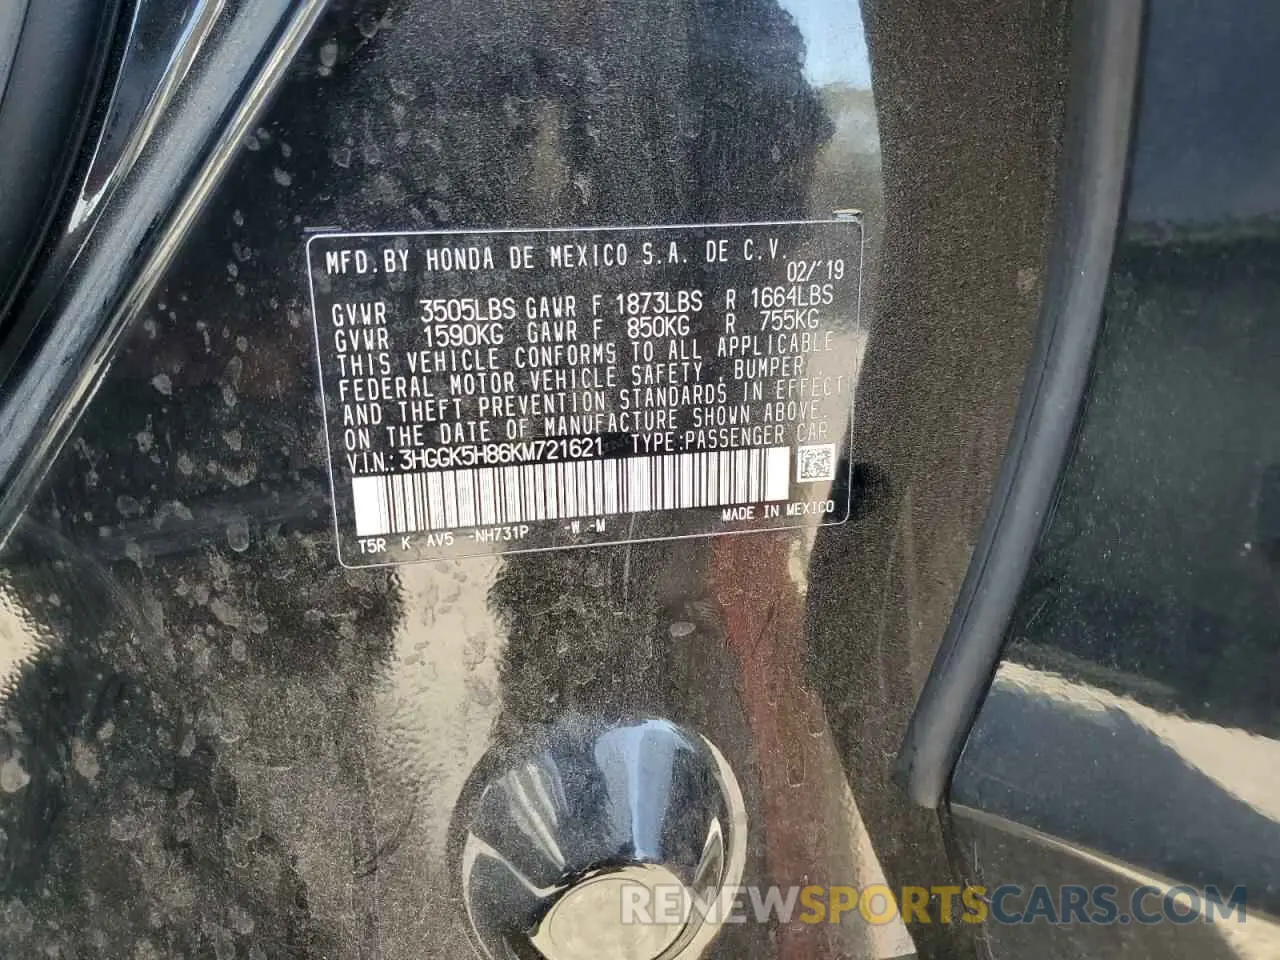 MFD.BY HONDA DE MEXICO S.A. DE C.V.
02/'19
GVWR 3505LBS GAWR F 1873LBS R 1664LBS
GVWR 1590KG GAWR F 850KG R 755KG
THIS VEHICLE CONFORMS TO ALL APPLICABLE
FEDERAL MOTOR VEHICLE SAFETY, BUMPER,
AND THEFT PREVENTION STANDARDS IN EFFECT
ON THE DATE OF MANUFACTURE SHOWN ABOVE.
V.I.N.: 3HGGK5H86KM721621 TYPE:PASSENGER CAR
T5R K AV5 -NH731P -W -M MADE IN MEXICO
RENEWSPORTSCARS.COM